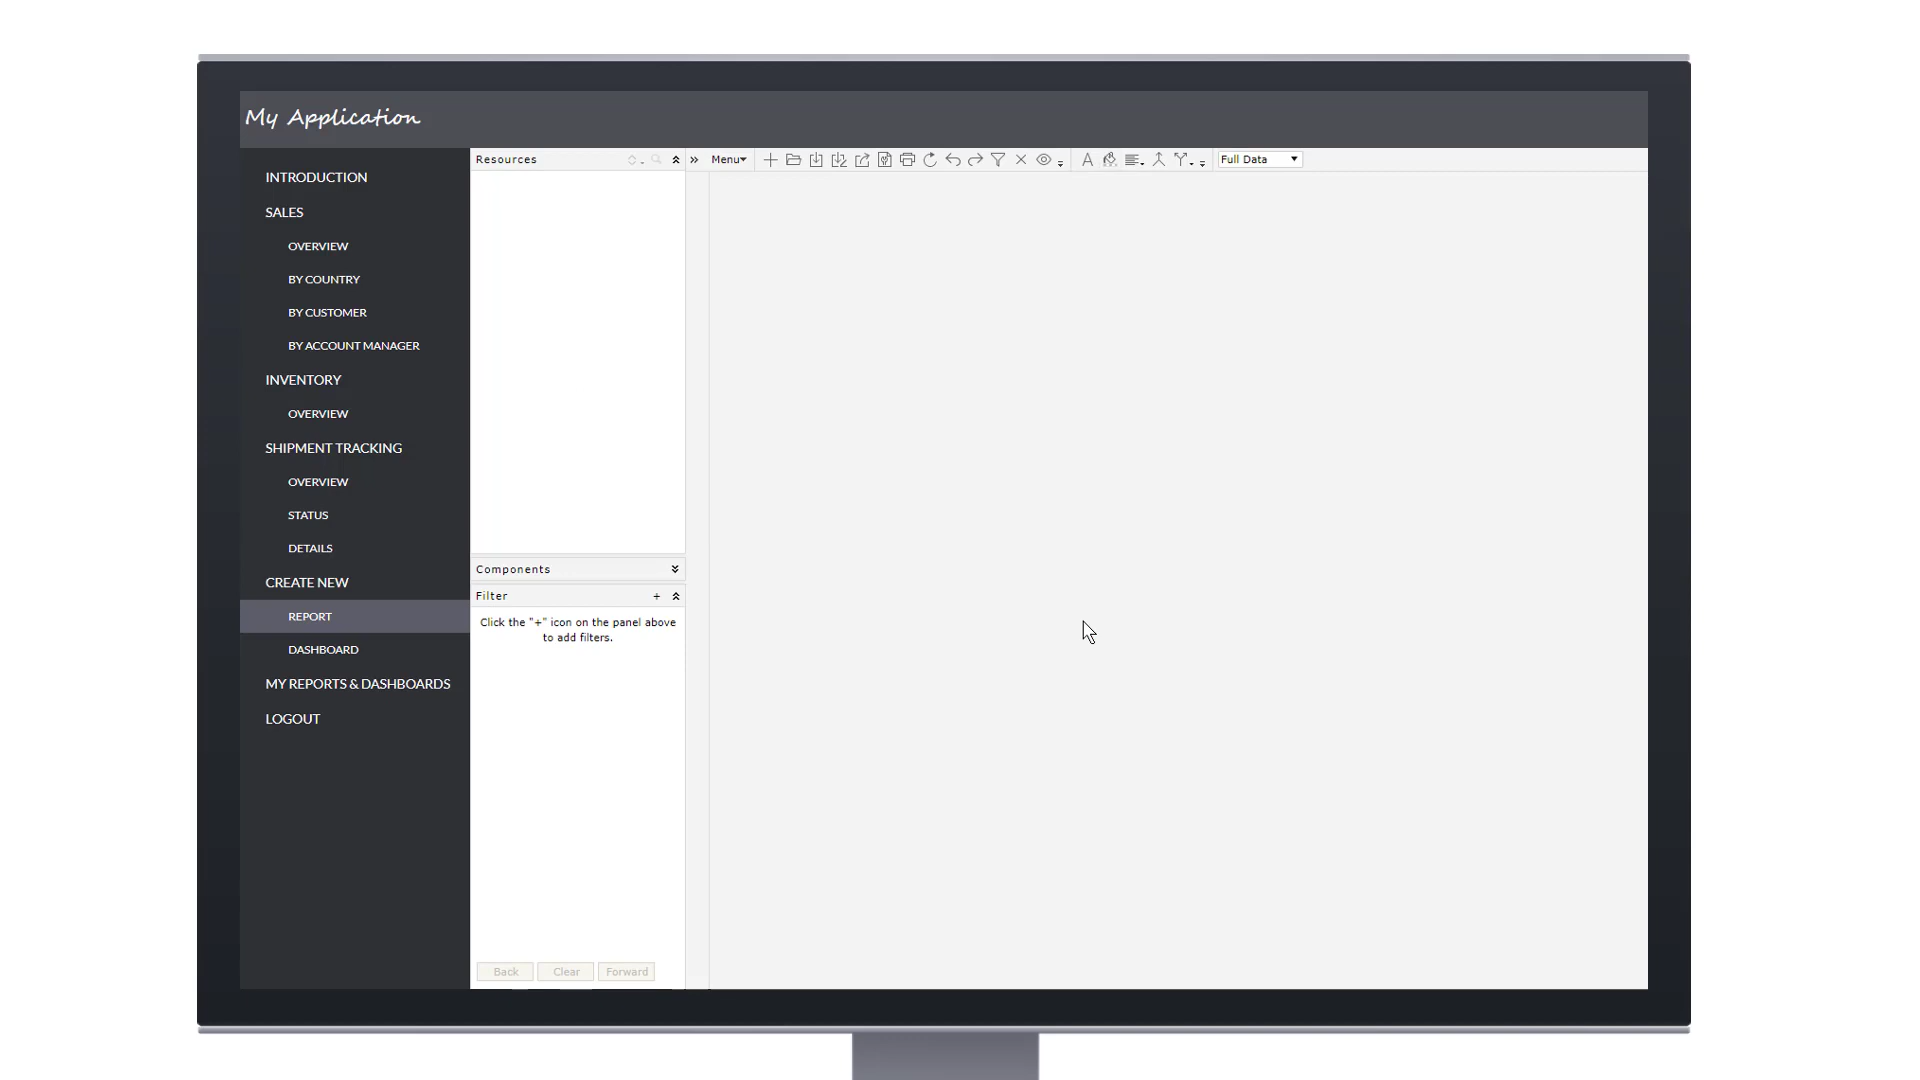 My Application
INTRODUCTION
SALES
OVERVIEW
BY COUNTRY
BY CUSTOMER
BY ACCOUNT MANAGER
INVENTORY
OVERVIEW
SHIPMENT TRACKING
OVERVIEW
STATUS
DETAILS
CREATE NEW
REPORT
DASHBOARD
MY REPORTS & DASHBOARDS
LOGOUT
Resources
Components
Filter
Click the "+" icon on the panel above
to add filters.
Back Clear Forward
Menu Full Data